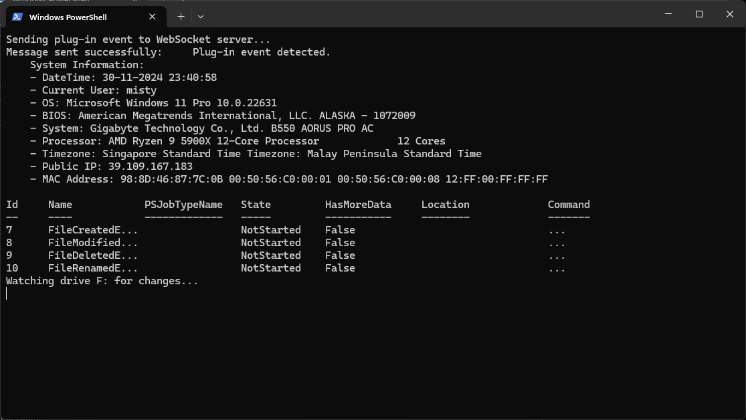 Windows PowerShell
Sending plug-in event to WebSocket server...
Message sent successfully:     Plug-in event detected.
    System Information:
    - DateTime: 30-11-2024 23:40:58
    - Current User: misty
    - OS: Microsoft Windows 11 Pro 10.0.22631
    - BIOS: American Megatrends International, LLC. ALASKA - 1072009
    - System: Gigabyte Technology Co., Ltd. B550 AORUS PRO AC
    - Processor: AMD Ryzen 9 5900X 12-Core Processor             12 Cores
    - Timezone: Singapore Standard Time Timezone: Malay Peninsula Standard Time
    - Public IP: 39.109.167.183
    - MAC Address: 98:8D:46:87:7C:0B 00:50:56:C0:00:01 00:50:56:C0:00:08 12:FF:00:FF:FF:FF
Id     Name            PSJobTypeName   State         HasMoreData     Location             Command
--     ----            -------------   -----         -----------     --------             -------
7      FileCreatedE...                 NotStarted    False                                ...
8      FileModified...                 NotStarted    False                                ...
9      FileDeletedE...                 NotStarted    False                                ...
10     FileRenamedE...                 NotStarted    False                                ...
Watching drive F: for changes...